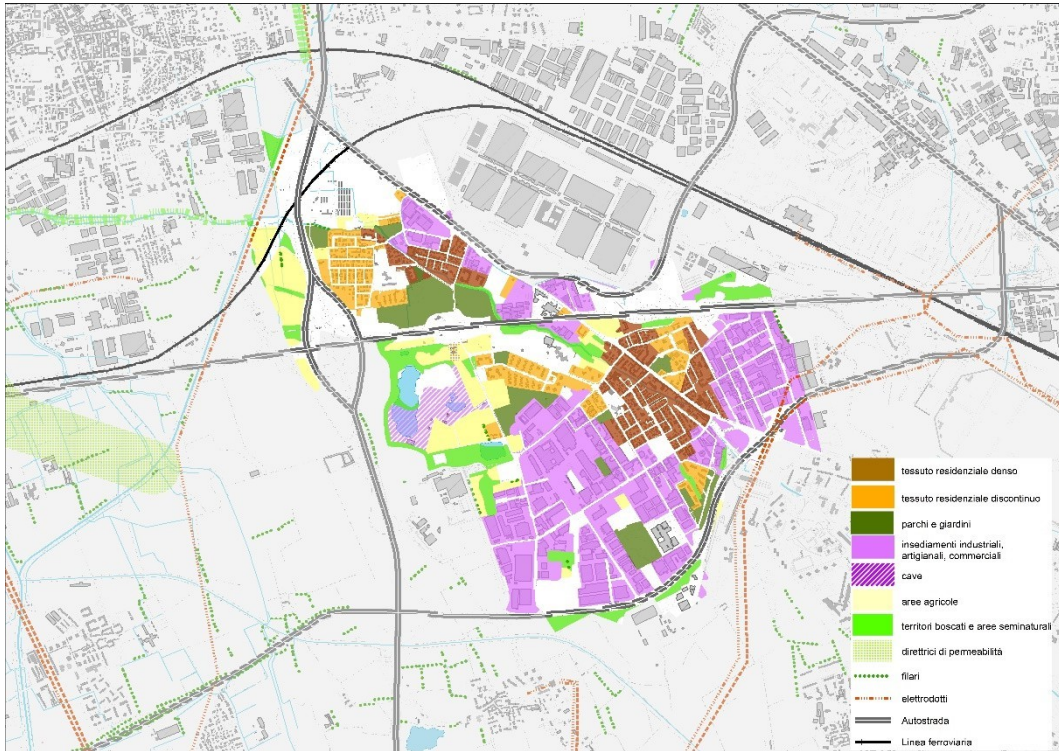 tessuto residenziale denso
tessuto residenziale discontinuo
parchi e giardini
insediamenti industriali,
artigianali, commerciali
cave
aree agricole
territori boscati e aree seminaturali
direttrici di permeabilità
filari
elettrodotti
Autostrada
Linea ferroviaria